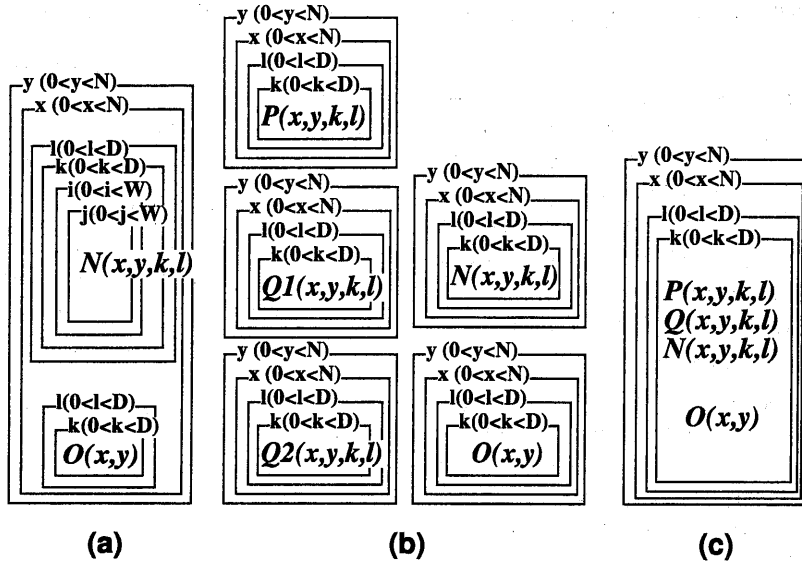 y (0<y<N)
x (0<x<N)
l(0<l<D)
k(0<k<D)
i(0<i<W)
j(0<j<W)
N(x,y,k,l)
l(0<l<D)
k(0<k<D)
O(x,y)
(a)
y (0<y<N)
x (0<x<N)
l(0<l<D)
k(0<k<D)
P(x,y,k,l)
y (0<y<N)
x (0<x<N)
l(0<l<D)
k(0<k<D)
Q1(x,y,k,l)
y (0<y<N)
x (0<x<N)
l(0<l<D)
k(0<k<D)
Q2(x,y,k,l)
y (0<y<N)
x (0<x<N)
l(0<l<D)
k(0<k<D)
N(x,y,k,l)
y (0<y<N)
x (0<x<N)
l(0<l<D)
k(0<k<D)
O(x,y)
(b)
y (0<y<N)
x (0<x<N)
l(0<l<D)
k(0<k<D)
P(x,y,k,l)
Q(x,y,k,l)
N(x,y,k,l)
O(x,y)
(c)